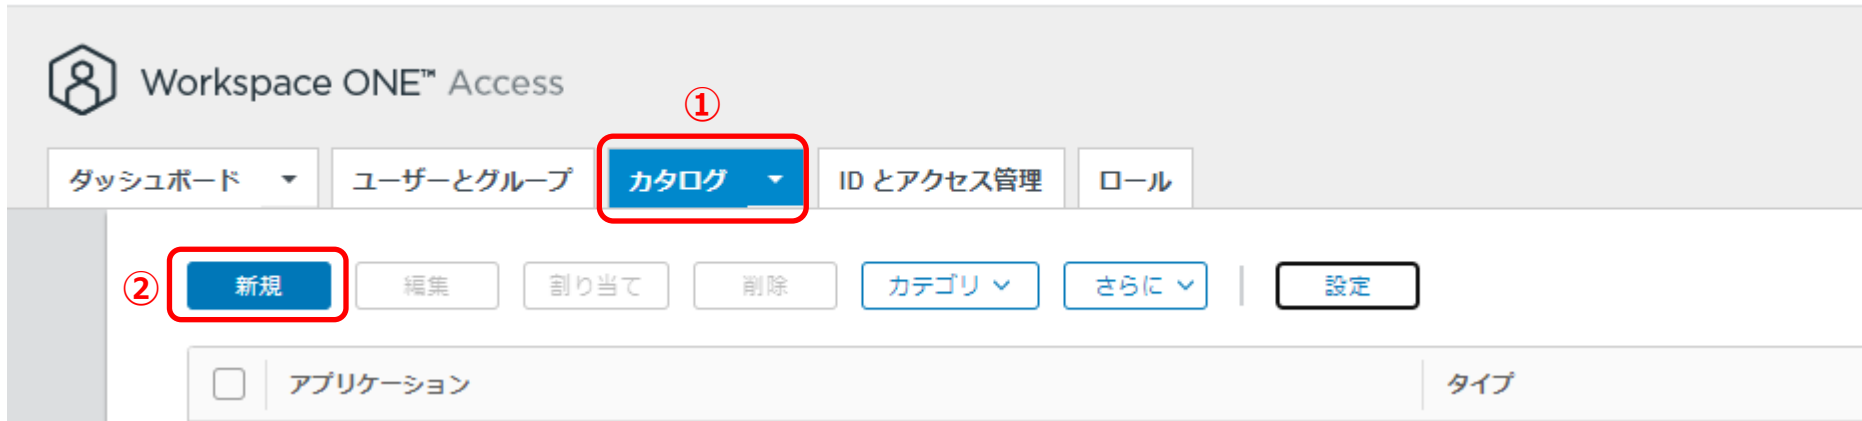 Workspace ONE™ Access
①
ダッシュボード ユーザーとグループ カタログ ID とアクセス管理 ロール
② 新規 編集 割り当て 削除 カテゴリ さらに 設定
アプリケーション タイプ